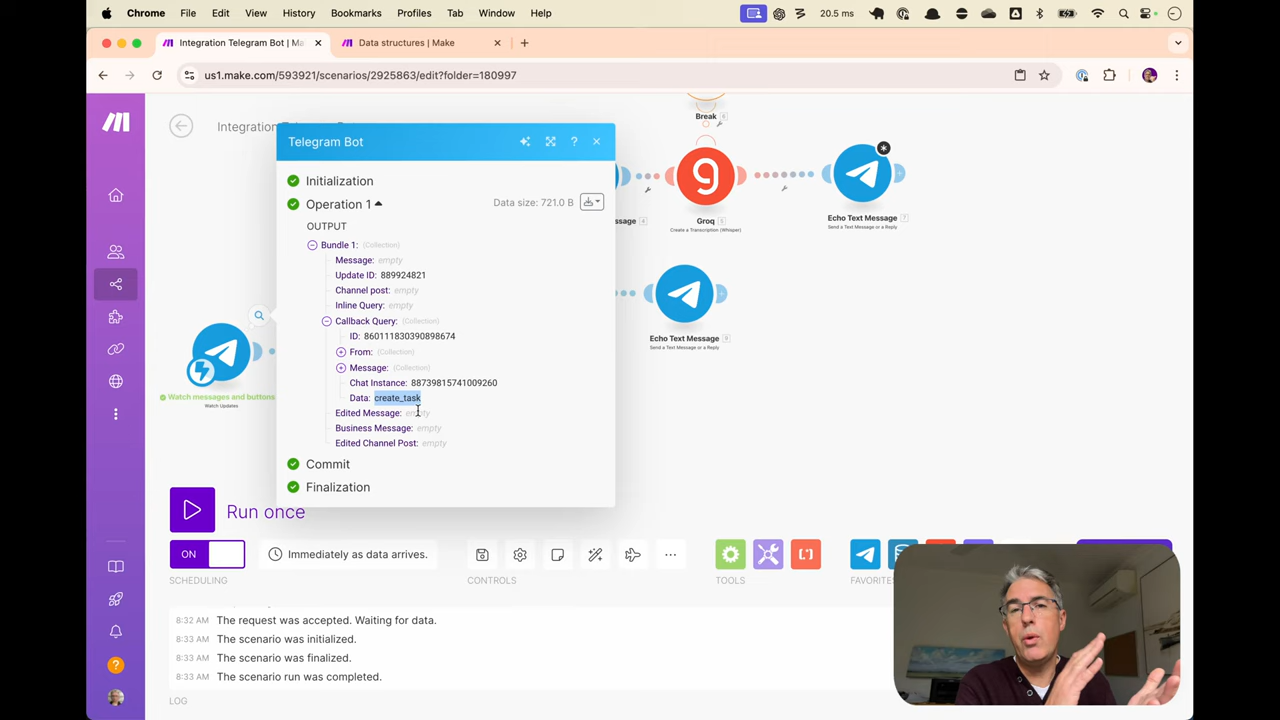 Chrome File Edit View History Bookmarks Profiles Tab Window Help 20.5 ms
Integration Telegram Bot | Ma
Data structures | Make
us1.make.com/593921/scenarios/2925863/edit?folder=180997
Integration
Telegram Bot
Initialization
Operation 1
Data size: 721.0 B
OUTPUT
Bundle 1: (Collection)
Message: empty
Update ID: 889924821
Channel post: empty
Inline Query: empty
Callback Query: (Collection)
ID: 860111830390898674
From: (Collection)
Message: (Collection)
Chat Instance: 88739815741009260
Data: create_task
Edited Message: empty
Business Message: empty
Edited Channel Post: empty
Commit
Finalization
Break 6
Groq 5
Create a Transcription (Whisper)
Echo Text Message 7
Send a Text Message or a Reply
Echo Text Message
Send a Text Message or a Reply
Watch messages and buttons
Watch Updates
Run once
ON
Immediately as data arrives.
SCHEDULING
CONTROLS
TOOLS
FAVORITES
8:32 AM The request was accepted. Waiting for data.
8:33 AM The scenario was initialized.
8:33 AM The scenario was finalized.
8:33 AM The scenario run was completed.
LOG